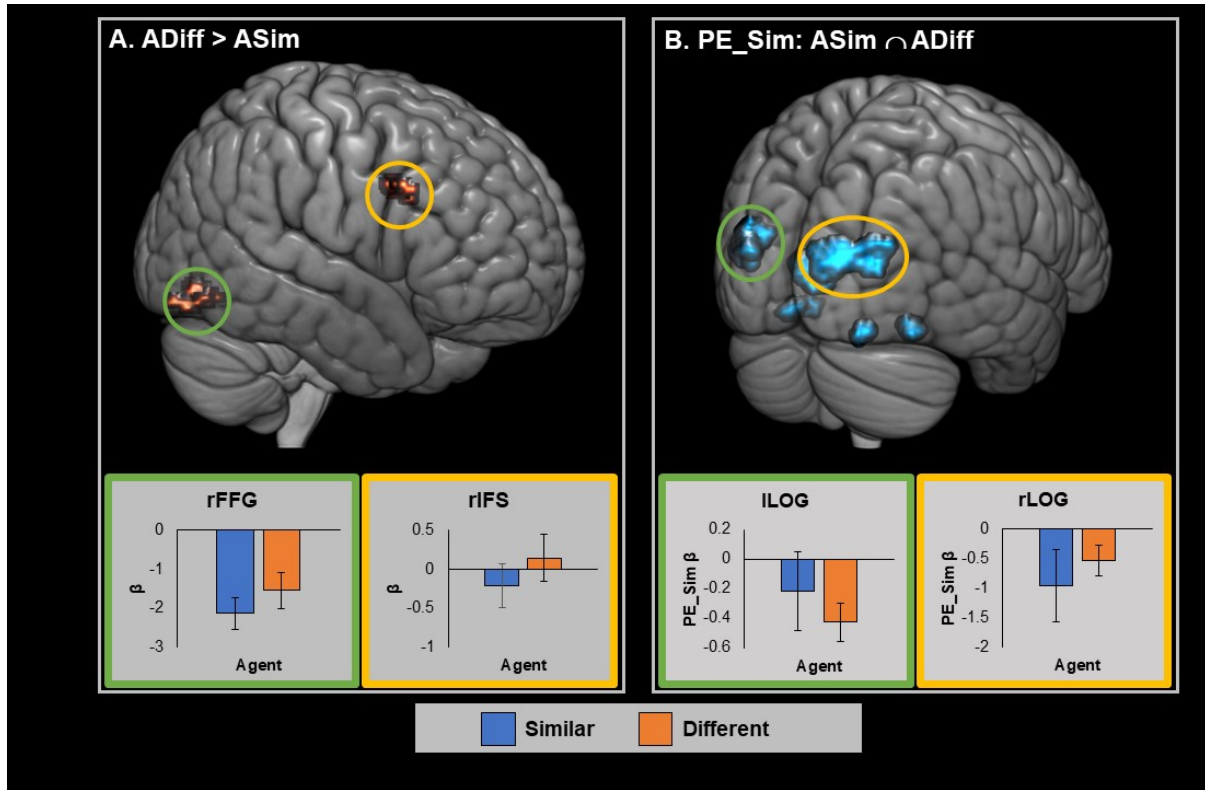 A. ADiff > ASim
B. PE_Sim: ASim ∩ ADiff
rFFG
0
-1
-2
-3
β
Agent
rIFS
0.5
0
-0.5
-1
β
Agent
lLOG
0.2
0
-0.2
-0.4
-0.6
PE_Sim β
Agent
rLOG
0
-0.5
-1
-1.5
-2
PE_Sim β
Agent
Similar
Different